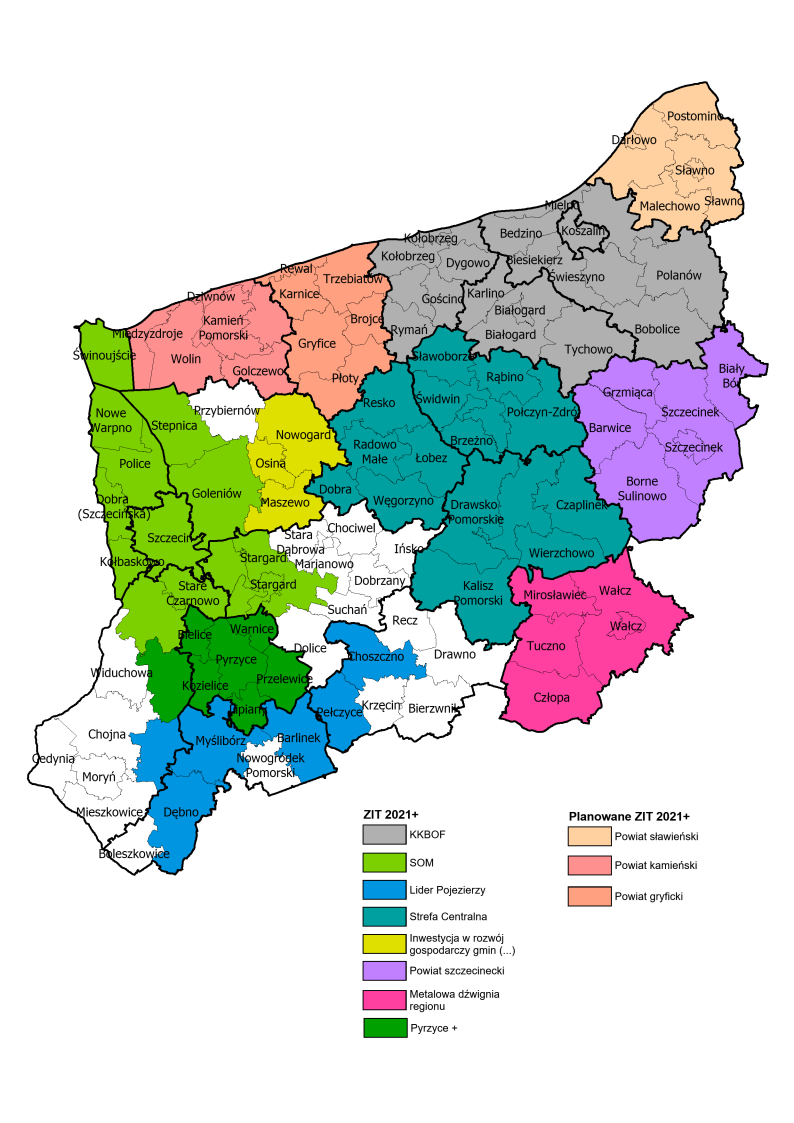 Postomino
Darłowo
Sławno
Sławno
Malechowo
Mielno
Koszalin
Będzino
Kołobrzeg
Kołobrzeg
Dygowo
Biesiekierz
Świeszyno
Polanów
Rewal
Trzebiatów
Karnice
Gościno
Karlino
Białogard
Białogard
Bobolice
Dziwnów
Kamień
Pomorski
Brojce
Rymań
Tychowo
Międzyzdroje
Świnoujście
Wolin
Golczewo
Gryfice
Płoty
Sławoborze
Rąbino
Biały
Bór
Przybiernów
Resko
Świdwin
Połczyn-Zdrój
Grzmiąca
Szczecinek
Barwice
Szczecinek
Nowe
Warpno
Stepnica
Nowogard
Radowo
Małe
Brzeżno
Łobez
Police
Osina
Borne
Sulinowo
Goleniów
Maszewo
Dobra
Węgorzyno
Drawsko
Pomorskie
Czaplinek
Dobra
(Szczecińska)
Szczecin
Stara
Dąbrowa
Chociwel
Ińsko
Wierzchowo
Kołbaskowo
Stargard
Stargard
Marianowo
Dobrzany
Kalisz
Pomorski
Mirosławiec
Wałcz
Wałcz
Stare
Czarnowo
Suchań
Recz
Bielice
Warnice
Dolice
Drawno
Tuczno
Pyrzyce
Choszczno
Widuchowa
Kozielice
Przelewice
Człopa
Lipiany
Pełczyce
Krzęcin
Bierzwnik
Chojna
Myślibórz
Barlinek
Cedynia
Moryń
Nowogródek
Pomorski
Mieszkowice
Dębno
Boleszkowice
ZIT 2021+
KKBOF
SOM
Lider Pojezierzy
Strefa Centralna
Inwestycja w rozwój
gospodarczy gmin (...)
Powiat szczecinecki
Metalowa dźwignia
regionu
Pyrzyce +
Planowane ZIT 2021+
Powiat sławieński
Powiat kamieński
Powiat gryficki